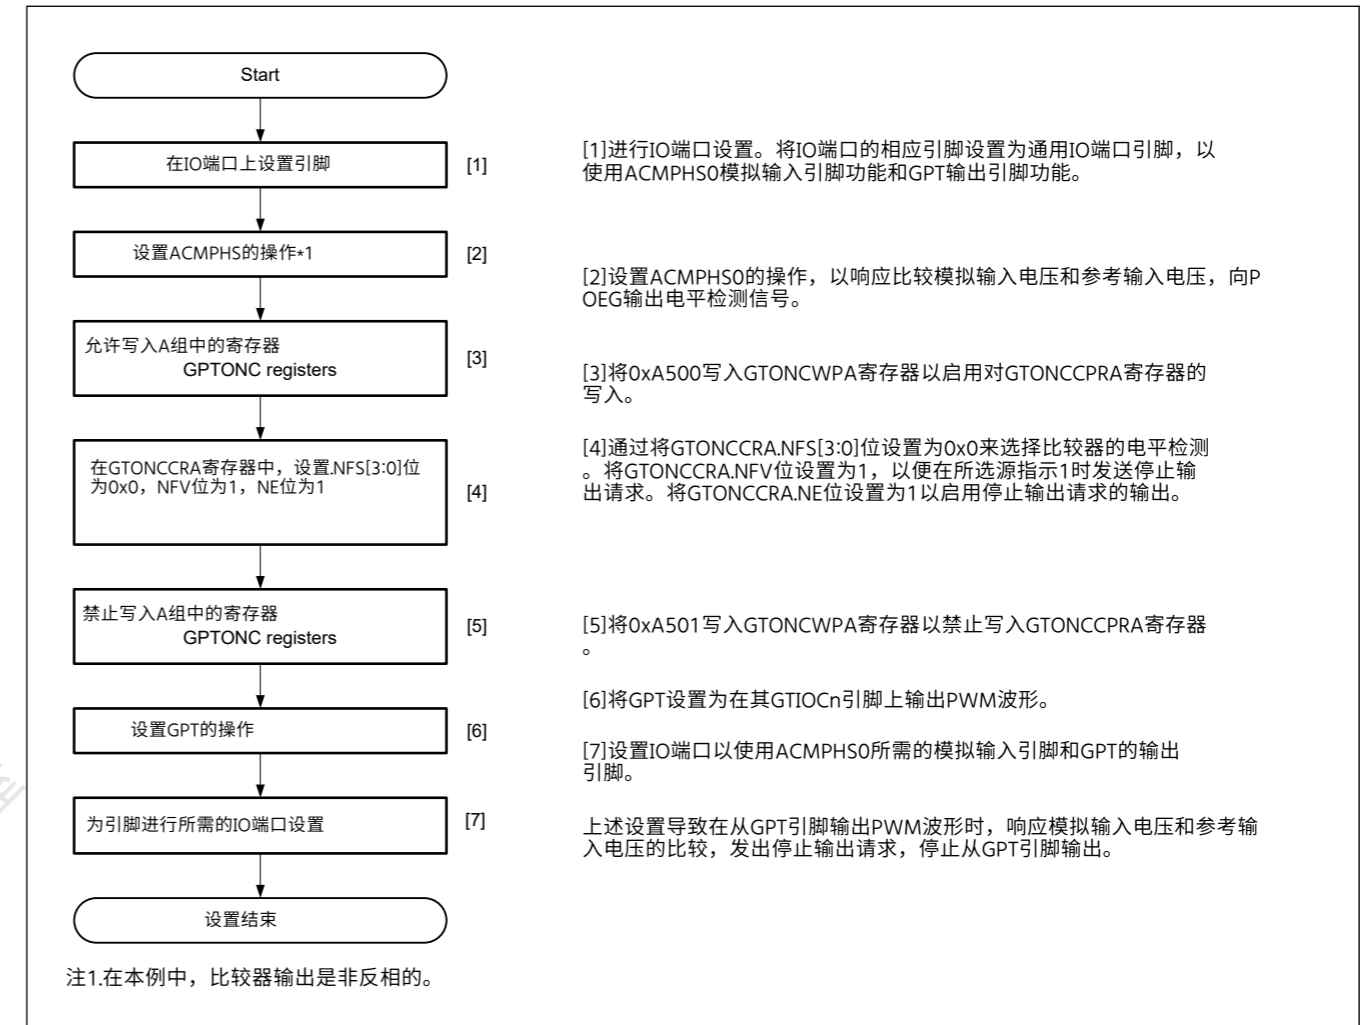 Start
在IO端口上设置引脚
[1]
设置ACMPHS的操作*1
[2]
允许写入A组中的寄存器
GPTONC registers
[3]
在GTONCCRA寄存器中，设置.NFS[3:0]位
为0x0，NFV位为1，NE位为1
[4]
禁止写入A组中的寄存器
GPTONC registers
[5]
设置GPT的操作
[6]
为引脚进行所需的IO端口设置
[7]
设置结束
[1]进行IO端口设置。将IO端口的相应引脚设置为通用IO端口引脚，以
使用ACMPHS0模拟输入引脚功能和GPT输出引脚功能。
[2]设置ACMPHS0的操作，以响应比较模拟输入电压和参考输入电压，向P
OEG输出电平检测信号。
[3]将0xA500写入GTONCWPA寄存器以启用对GTONCCPRA寄存器的
写入。
[4]通过将GTONCCRA.NFS[3:0]位设置为0x0来选择比较器的电平检测
。将GTONCCRA.NFV位设置为1，以便在所选源指示1时发送停止输
出请求。将GTONCCRA.NE位设置为1以启用停止输出请求的输出。
[5]将0xA501写入GTONCWPA寄存器以禁止写入GTONCCPRA寄存器
。
[6]将GPT设置为在其GTIOCn引脚上输出PWM波形。
[7]设置IO端口以使用ACMPHS0所需的模拟输入引脚和GPT的输出
引脚。
上述设置导致在从GPT引脚输出PWM波形时，响应模拟输入电压和参考输
入电压的比较，发出停止输出请求，停止从GPT引脚输出。
注1.在本例中，比较器输出是非反相的。